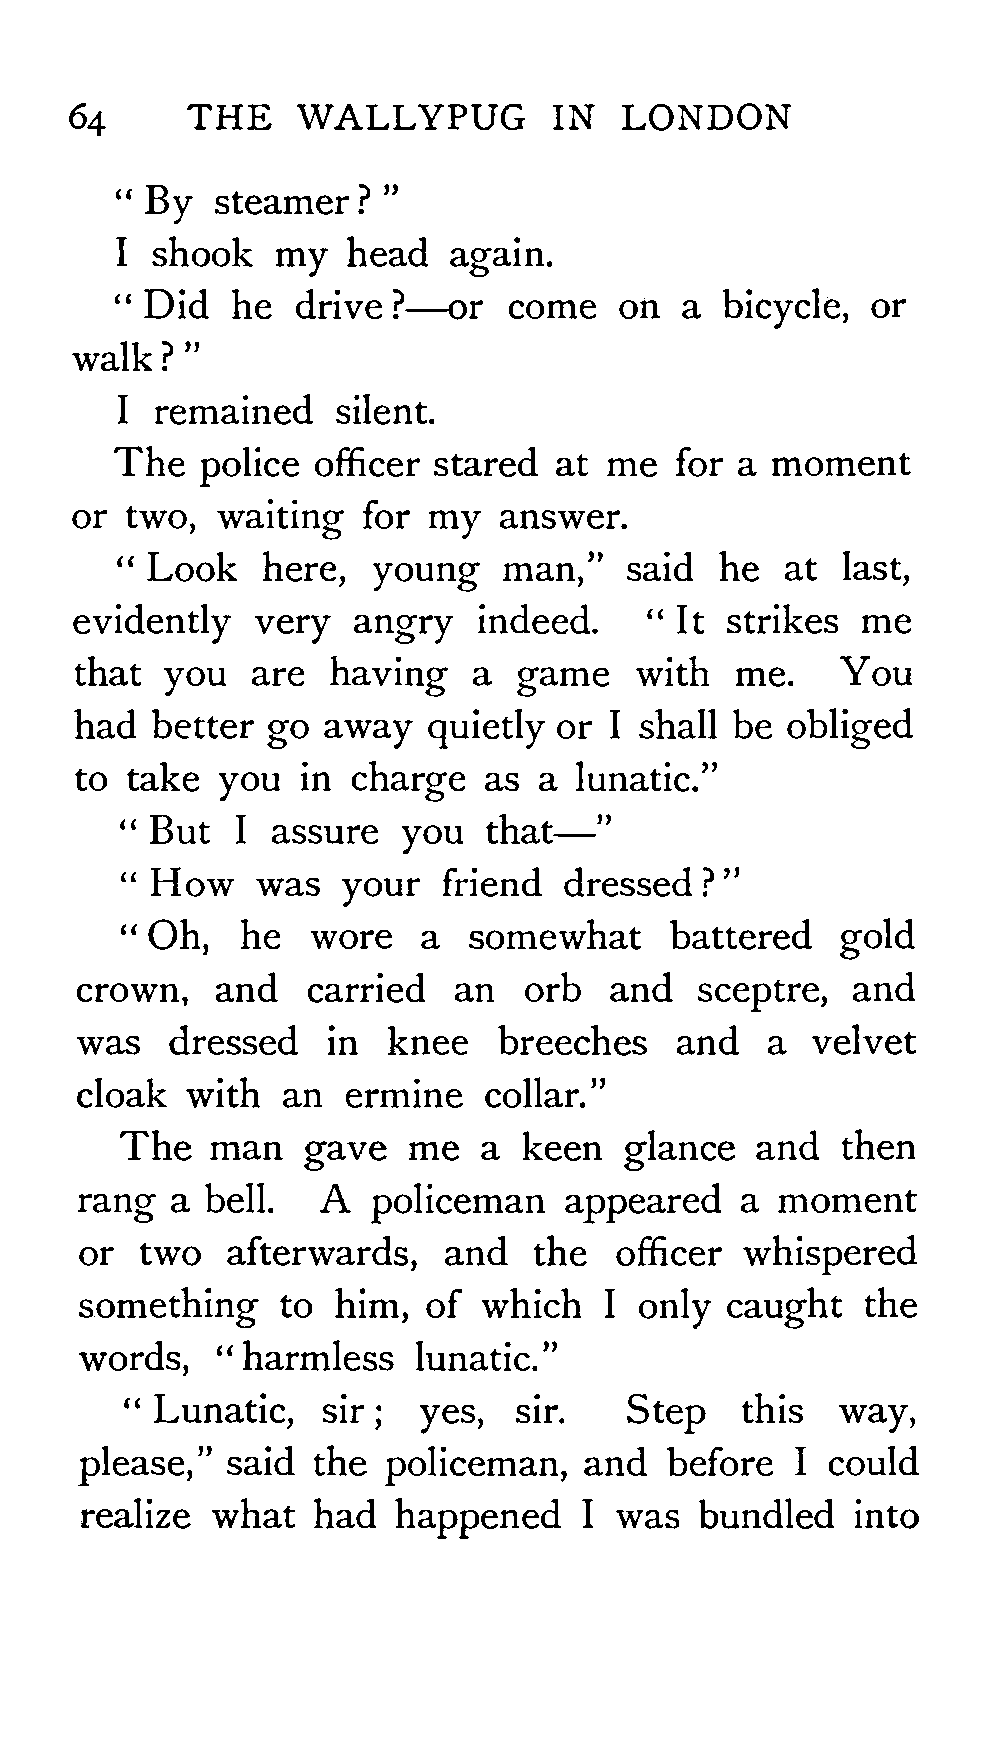 64 THE WALLYPUG IN LONDON
" By steamer ? "
I shook my head again.
" Did he drive ?—or come on a bicycle, or
walk ? "
I remained silent.
The police officer stared at me for a moment
or two, waiting for my answer.
" Look here, young man," said he at last,
evidently very angry indeed. " It strikes me
that you are having a game with me. You
had better go away quietly or I shall be obliged
to take you in charge as a lunatic."
" But I assure you that—"
" How was your friend dressed ? "
" Oh, he wore a somewhat battered gold
crown, and carried an orb and sceptre, and
was dressed in knee breeches and a velvet
cloak with an ermine collar."
The man gave me a keen glance and then
rang a bell. A policeman appeared a moment
or two afterwards, and the officer whispered
something to him, of which I only caught the
words, " harmless lunatic."
" Lunatic, sir ; yes, sir. Step this way,
please," said the policeman, and before I could
realize what had happened I was bundled into